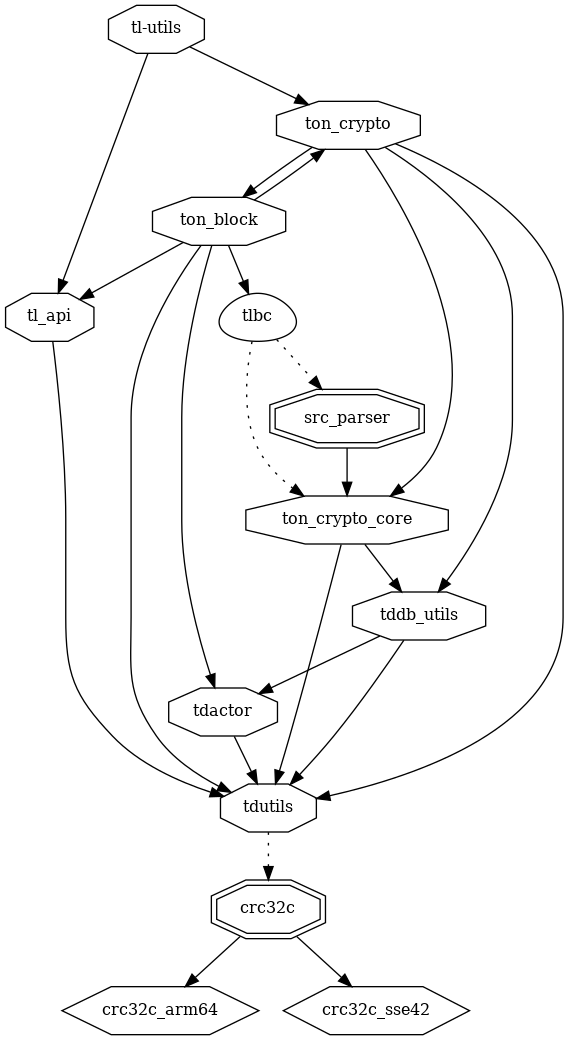 tl-utils
ton_crypto
ton_block
tl_api
tlbc
src_parser
ton_crypto_core
tddb_utils
tdactor
tdutils
crc32c
crc32c_arm64
crc32c_sse42